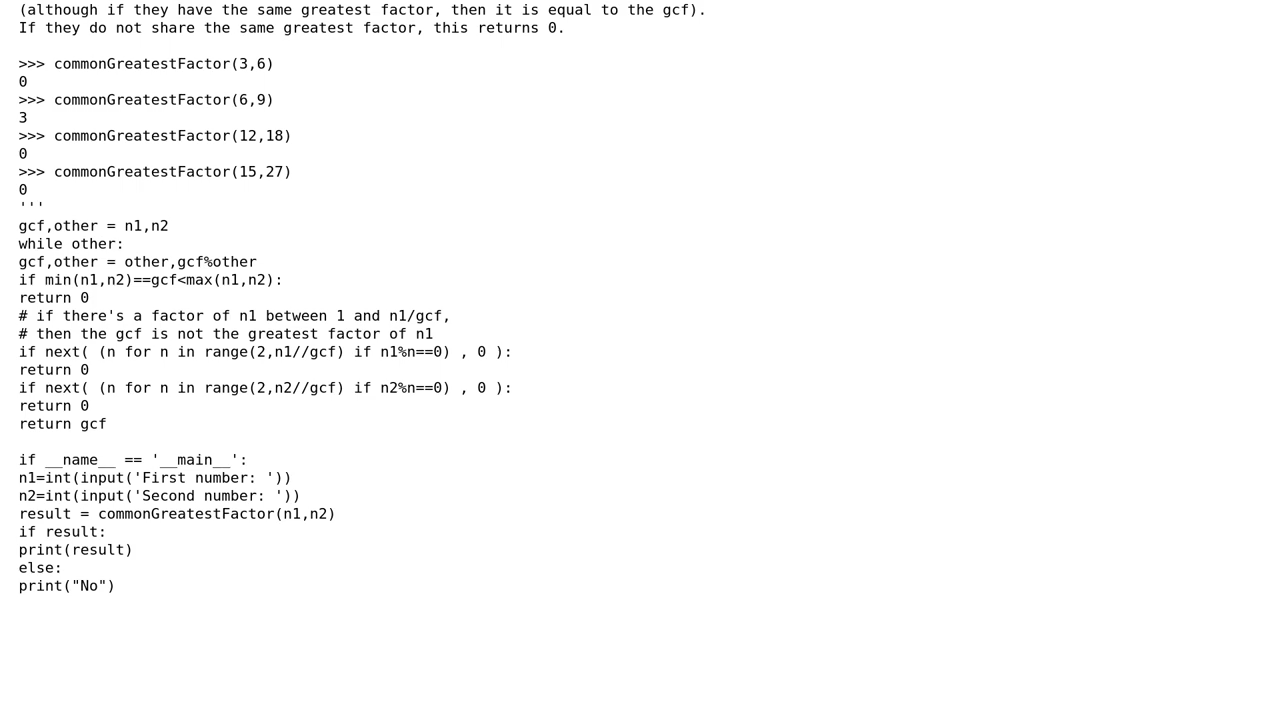 (although if they have the same greatest factor, then it is equal to the gcf).
If they do not share the same greatest factor, this returns 0.

>>> commonGreatestFactor(3,6)
0
>>> commonGreatestFactor(6,9)
3
>>> commonGreatestFactor(12,18)
0
>>> commonGreatestFactor(15,27)
0
'''
gcf,other = n1,n2
while other:
gcf,other = other,gcf%other
if min(n1,n2)==gcf<max(n1,n2):
return 0
# if there's a factor of n1 between 1 and n1/gcf,
# then the gcf is not the greatest factor of n1
if next( (n for n in range(2,n1//gcf) if n1%n==0) , 0 ):
return 0
if next( (n for n in range(2,n2//gcf) if n2%n==0) , 0 ):
return 0
return gcf

if __name__ == '__main__':
n1=int(input('First number: '))
n2=int(input('Second number: '))
result = commonGreatestFactor(n1,n2)
if result:
print(result)
else:
print("No")